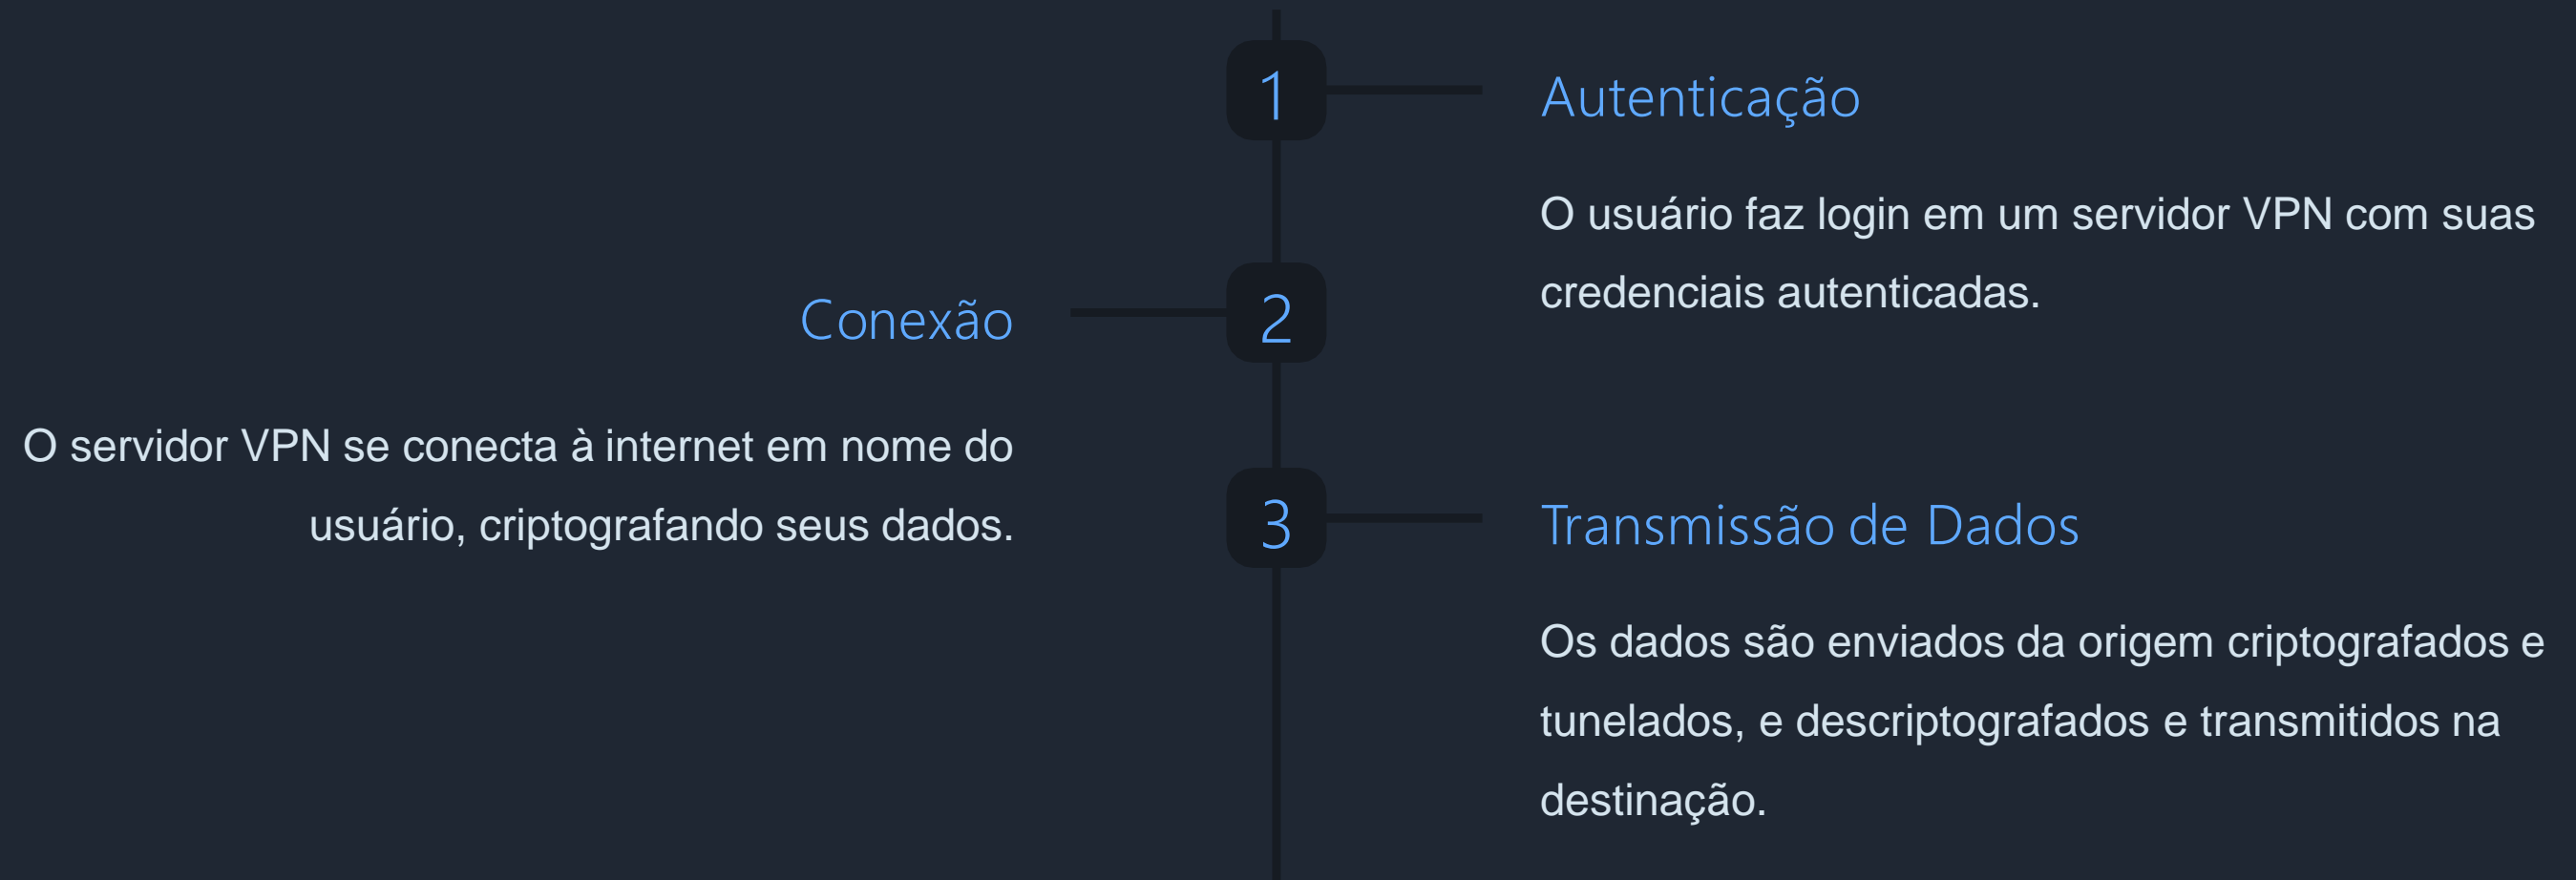 1
Autenticação
O usuário faz login em um servidor VPN com suas
credenciais autenticadas.
2
Conexão
O servidor VPN se conecta à internet em nome do
usuário, criptografando seus dados.
3
Transmissão de Dados
Os dados são enviados da origem criptografados e
tunelados, e descriptografados e transmitidos na
destinação.